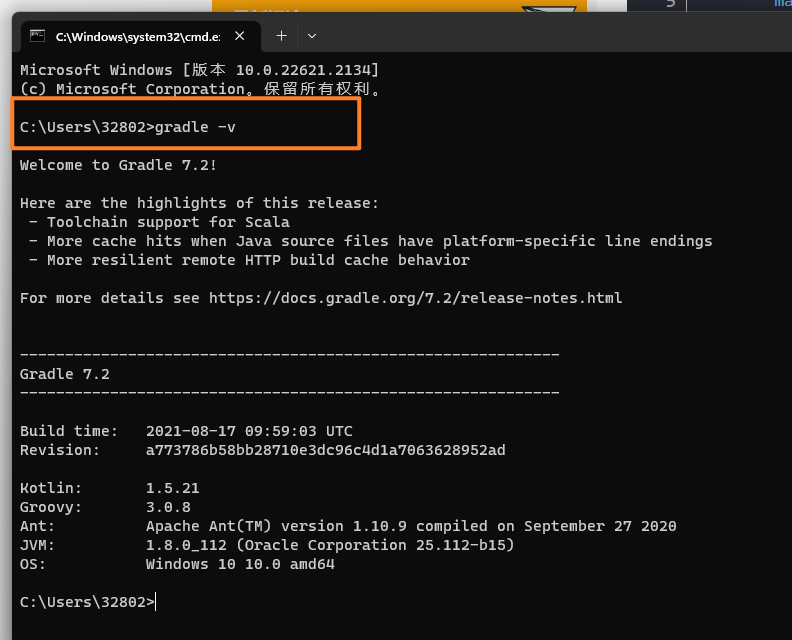 5
C:\Windows\system32\cmd.e:
Microsoft Windows [版本 10.0.22621.2134]
(c) Microsoft Corporation。保留所有权利。
C:\Users\32802>gradle -v
Welcome to Gradle 7.2!
Here are the highlights of this release:
- Toolchain support for Scala
- More cache hits when Java source files have platform-specific line endings
- More resilient remote HTTP build cache behavior
For more details see https://docs.gradle.org/7.2/release-notes.html
------------------------------------------------------------
Gradle 7.2
------------------------------------------------------------
Build time:   2021-08-17 09:59:03 UTC
Revision:     a773786b58bb28710e3dc96c4d1a7063628952ad
Kotlin:       1.5.21
Groovy:       3.0.8
Ant:          Apache Ant(TM) version 1.10.9 compiled on September 27 2020
JVM:          1.8.0_112 (Oracle Corporation 25.112-b15)
OS:           Windows 10 10.0 amd64
C:\Users\32802>